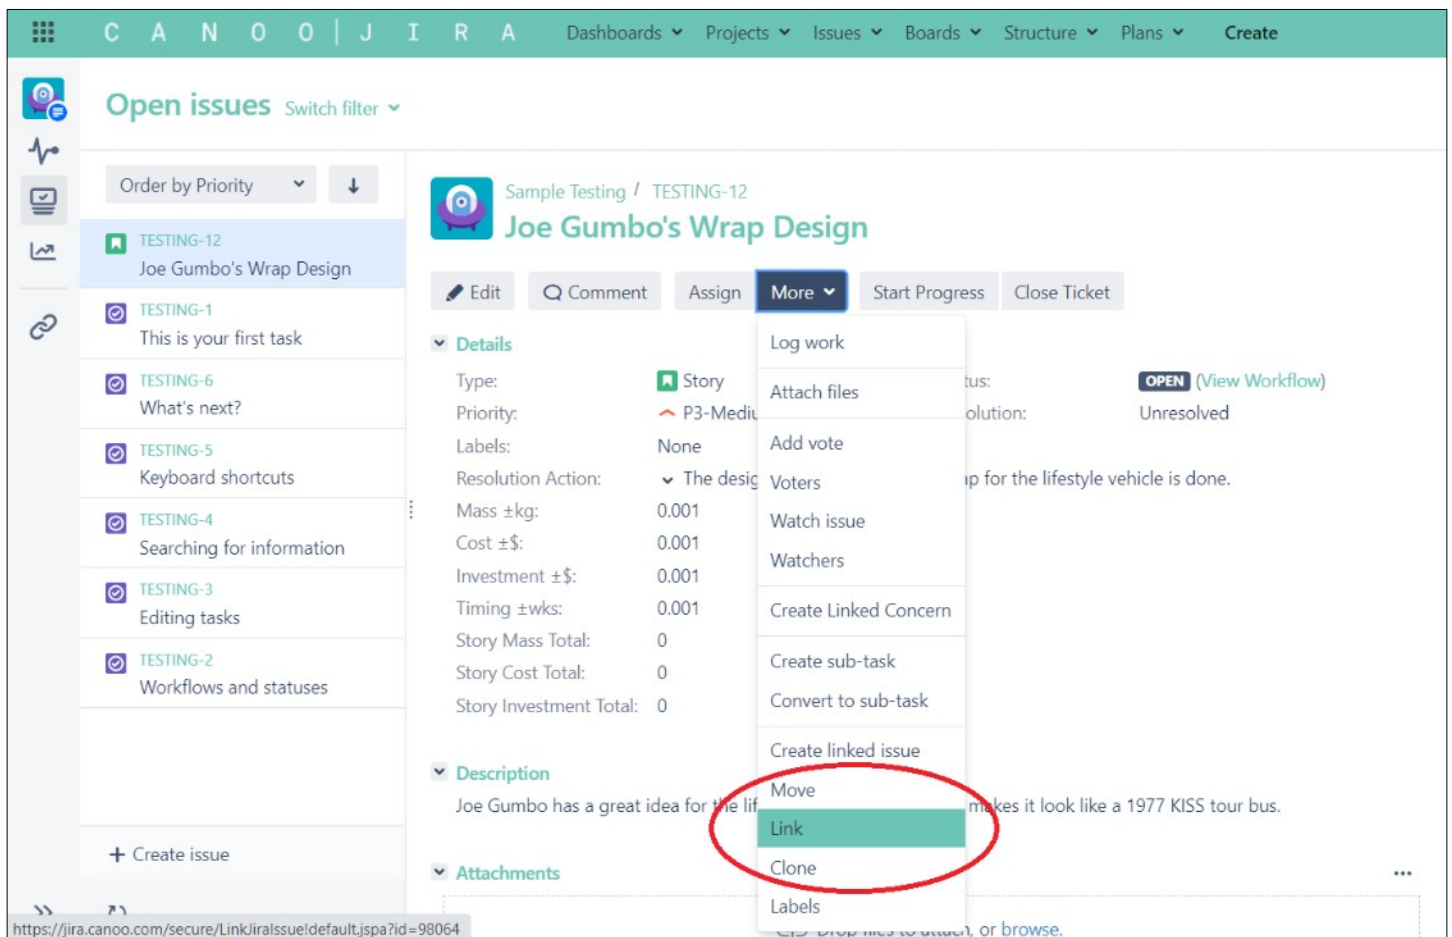 CANOO|JIRA Dashboards Projects Issues Boards Structure Plans Create
Open issues Switch filter
Order by Priority
TESTING-12
Joe Gumbo's Wrap Design
TESTING-1
This is your first task
TESTING-6
What's next?
TESTING-5
Keyboard shortcuts
TESTING-4
Searching for information
TESTING-3
Editing tasks
TESTING-2
Workflows and statuses
+ Create issue
Sample Testing / TESTING-12
Joe Gumbo's Wrap Design
Edit Comment Assign More Start Progress Close Ticket
Details
Type: Story tus: OPEN (View Workflow)
Priority: P3-Mediu olution: Unresolved
Labels: None
Resolution Action: The desig ap for the lifestyle vehicle is done.
Mass ±kg: 0.001
Cost ±$: 0.001
Investment ±$: 0.001
Timing ±wks: 0.001
Story Mass Total: 0
Story Cost Total: 0
Story Investment Total: 0
Description
Joe Gumbo has a great idea for the lif makes it look like a 1977 KISS tour bus.
Attachments
Drop files to attach, or browse.
Log work
Attach files
Add vote
Voters
Watch issue
Watchers
Create Linked Concern
Create sub-task
Convert to sub-task
Create linked issue
Move
Link
Clone
Labels
https://jira.canoo.com/secure/LinkJiraIssue!default.jspa?id=98064